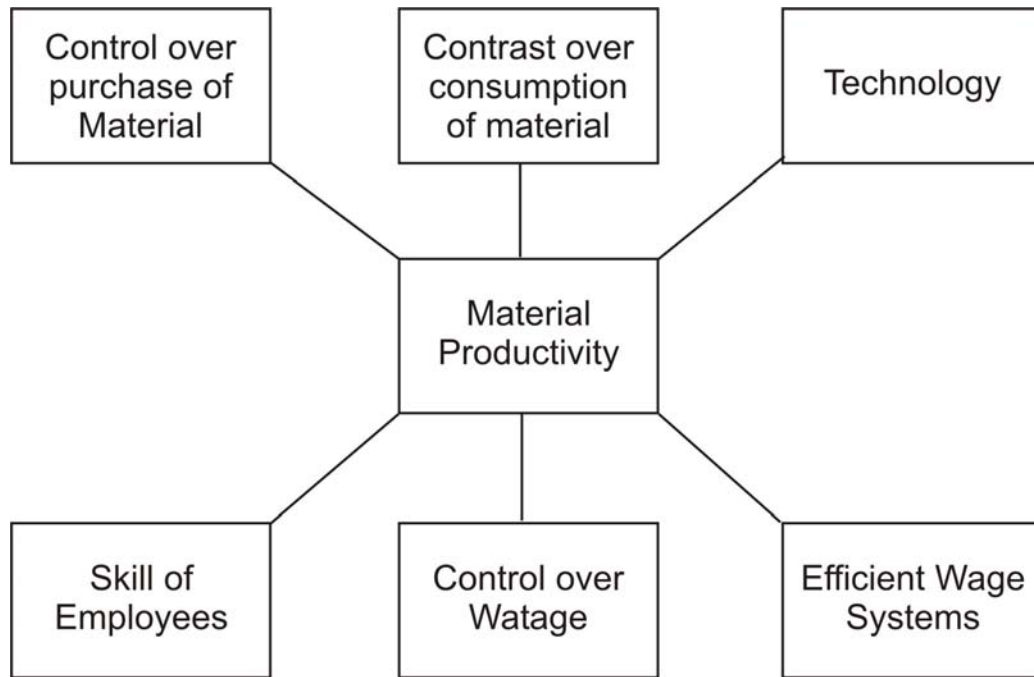 Control over
purchase of
Material
Contrast over
consumption
of material
Technology
Material
Productivity
Skill of
Employees
Control over
Watage
Efficient Wage
Systems